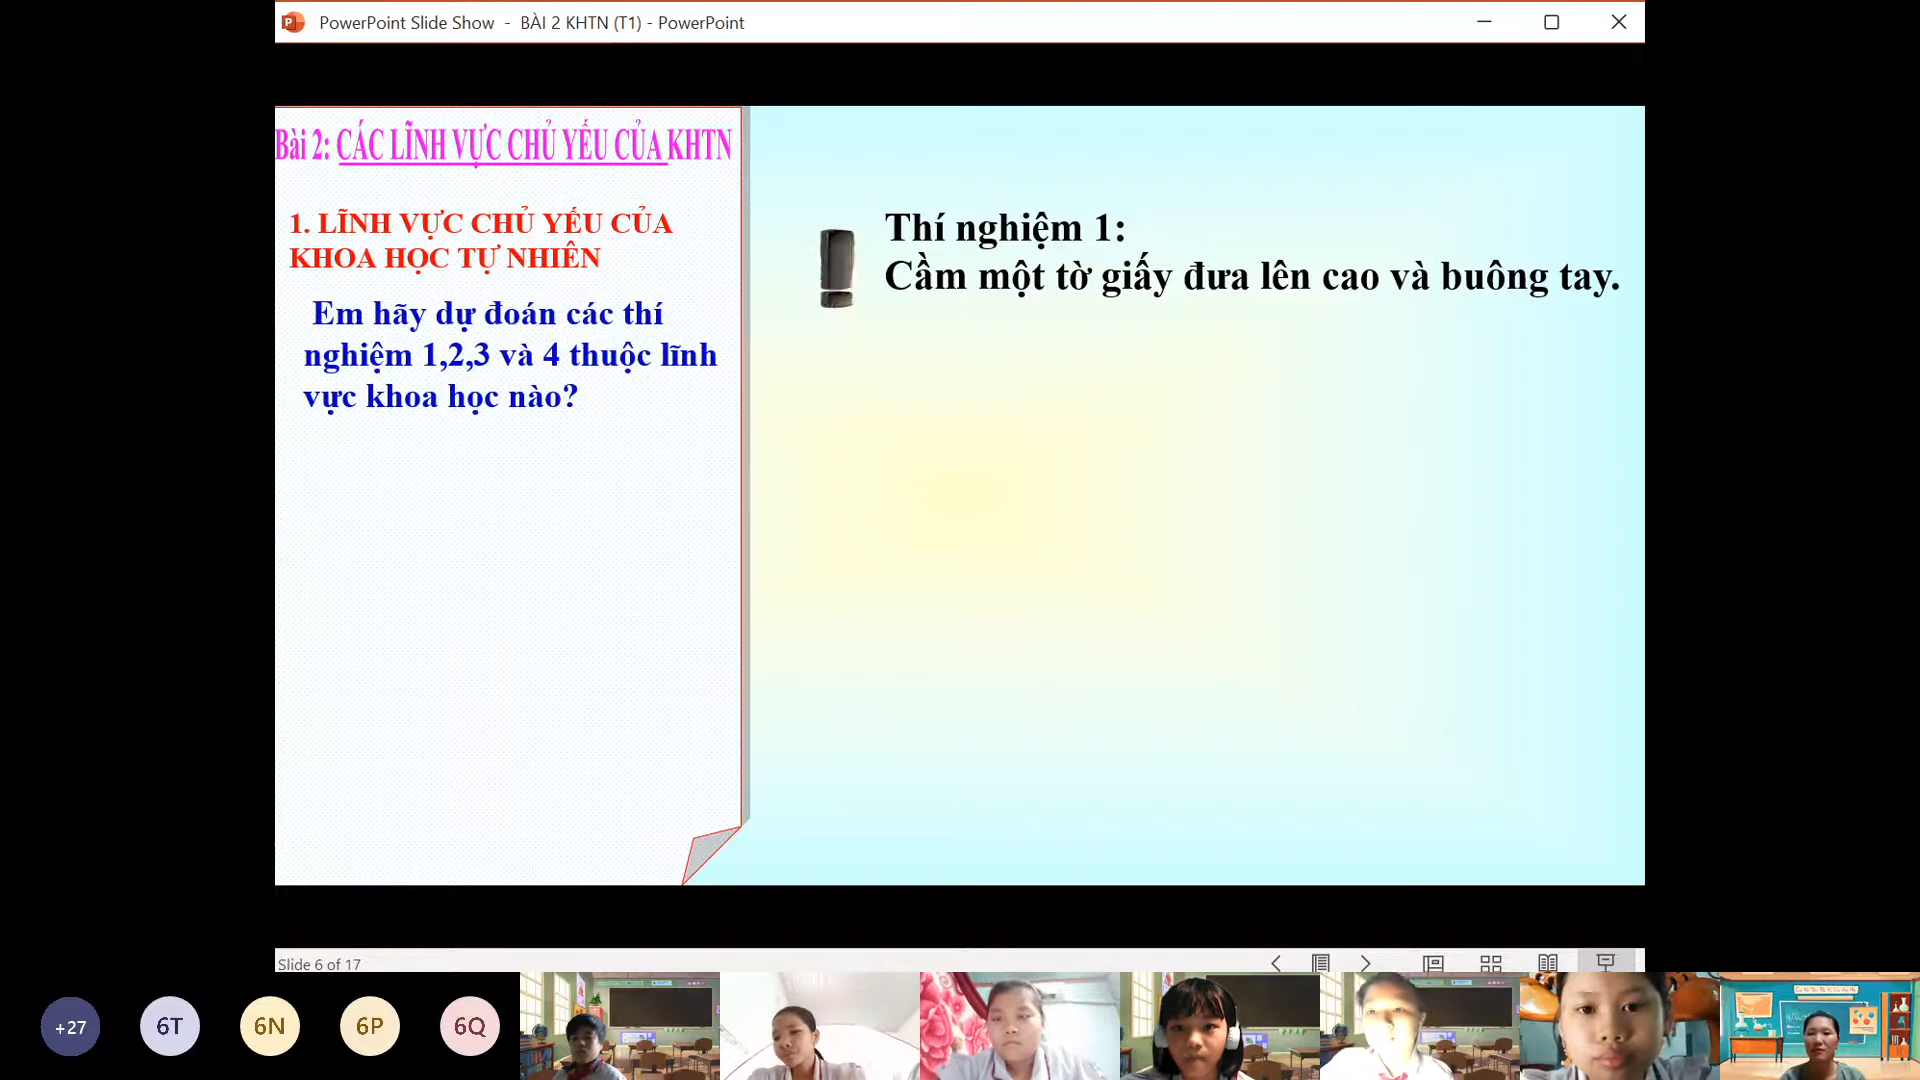 PowerPoint Slide Show - BÀI 2 KHTN (T1) - PowerPoint
Bài 2: CÁC LĨNH VỰC CHỦ YẾU CỦA KHTN
1. LĨNH VỰC CHỦ YẾU CỦA
KHOA HỌC TỰ NHIÊN
Em hãy dự đoán các thí
nghiệm 1,2,3 và 4 thuộc lĩnh
vực khoa học nào?
Thí nghiệm 1:
Cầm một tờ giấy đưa lên cao và buông tay.
Slide 6 of 17
+27
6T
6N
6P
6Q